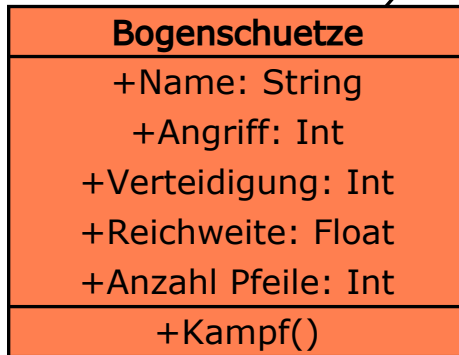 Bogenschuetze
+Name: String
+Angriff: Int
+Verteidigung: Int
+Reichweite: Float
+Anzahl Pfeile: Int
+Kampf()